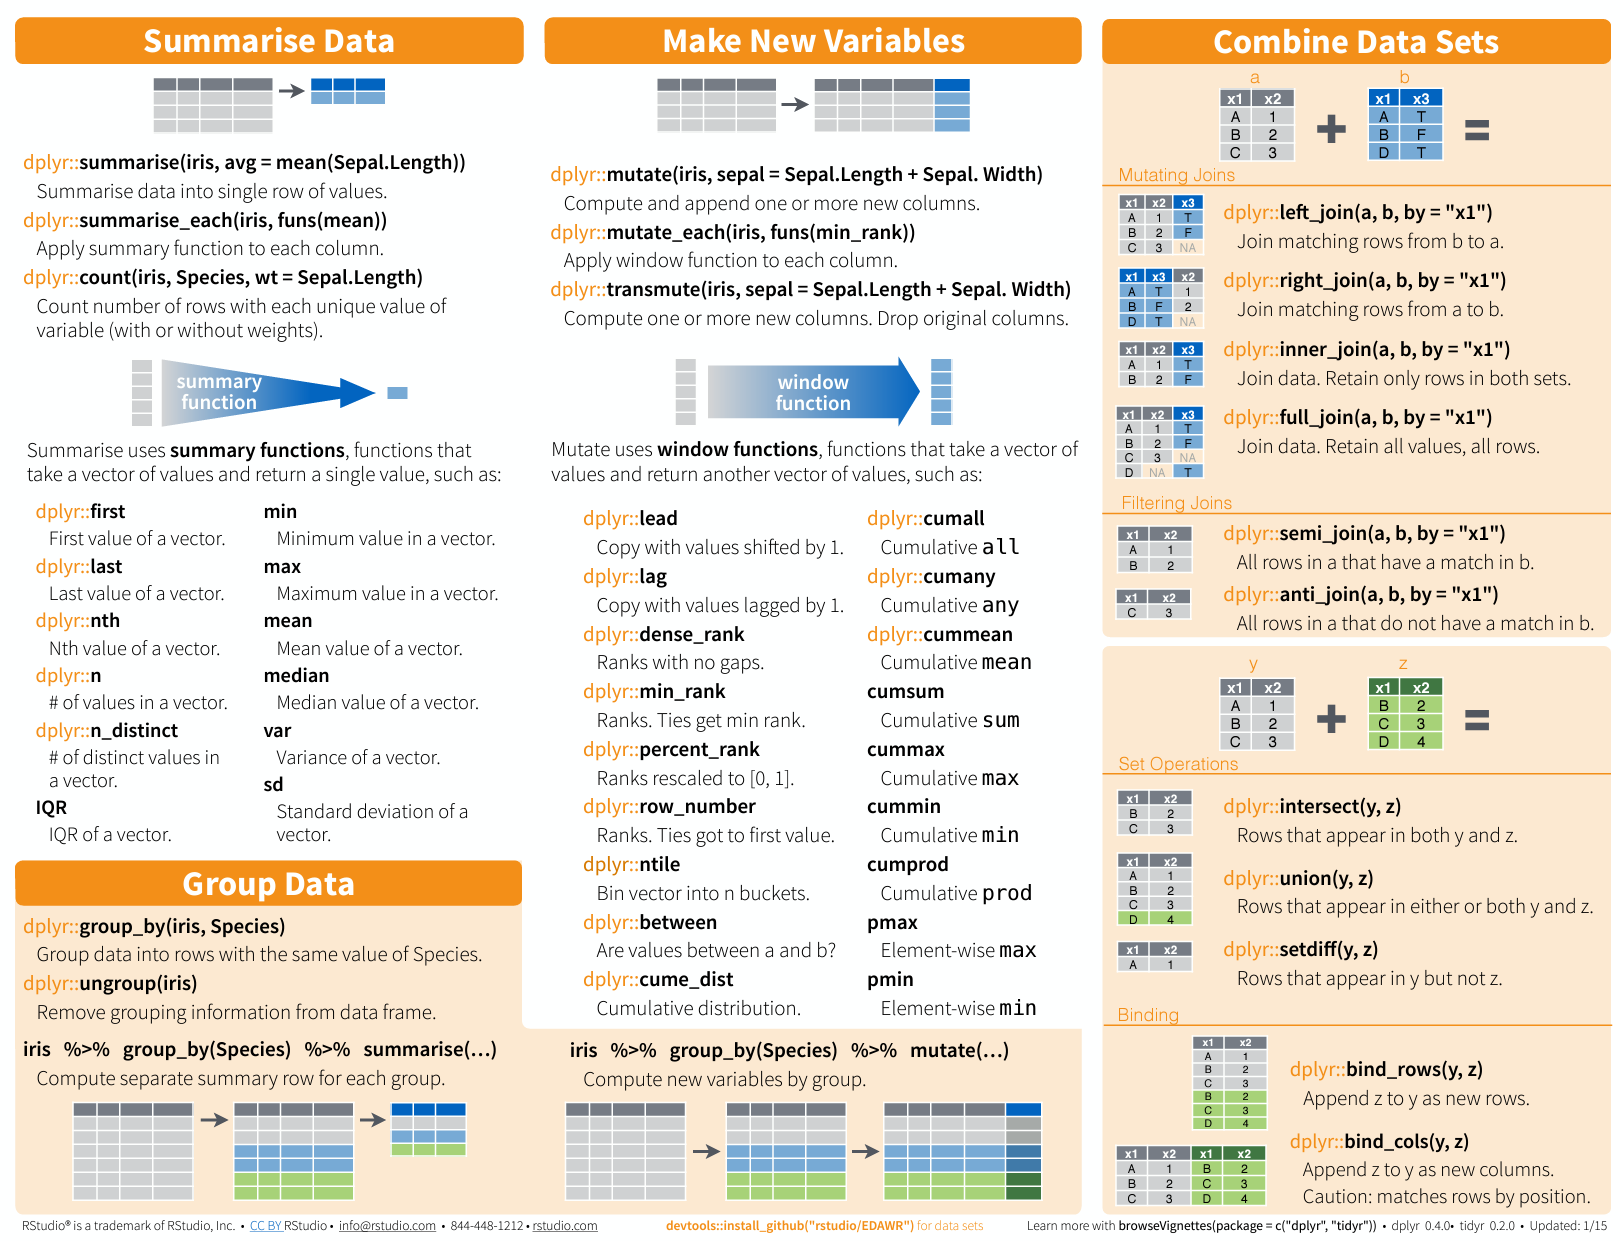 Summarise Data
dplyr::summarise(iris, avg = mean(Sepal.Length))
Summarise data into single row of values.
dplyr::summarise_each(iris, funs(mean))
Apply summary function to each column.
dplyr::count(iris, Species, wt = Sepal.Length)
Count number of rows with each unique value of
variable (with or without weights).
summary
function
Summarise uses summary functions, functions that
take a vector of values and return a single value, such as:
dplyr::first
First value of a vector.
dplyr::last
Last value of a vector.
dplyr::nth
Nth value of a vector.
dplyr::n
# of values in a vector.
dplyr::n_distinct
# of distinct values in
a vector.
IQR
IQR of a vector.
min
Minimum value in a vector.
max
Maximum value in a vector.
mean
Mean value of a vector.
median
Median value of a vector.
var
Variance of a vector.
sd
Standard deviation of a
vector.
Group Data
dplyr::group_by(iris, Species)
Group data into rows with the same value of Species.
dplyr::ungroup(iris)
Remove grouping information from data frame.
iris %>% group_by(Species) %>% summarise(…)
Compute separate summary row for each group.
Make New Variables
dplyr::mutate(iris, sepal = Sepal.Length + Sepal. Width)
Compute and append one or more new columns.
dplyr::mutate_each(iris, funs(min_rank))
Apply window function to each column.
dplyr::transmute(iris, sepal = Sepal.Length + Sepal. Width)
Compute one or more new columns. Drop original columns.
window
function
Mutate uses window functions, functions that take a vector of
values and return another vector of values, such as:
dplyr::lead
Copy with values shifted by 1.
dplyr::lag
Copy with values lagged by 1.
dplyr::dense_rank
Ranks with no gaps.
dplyr::min_rank
Ranks. Ties get min rank.
dplyr::percent_rank
Ranks rescaled to [0, 1].
dplyr::row_number
Ranks. Ties got to first value.
dplyr::ntile
Bin vector into n buckets.
dplyr::between
Are values between a and b?
dplyr::cume_dist
Cumulative distribution.
dplyr::cumall
Cumulative all
dplyr::cumany
Cumulative any
dplyr::cummean
Cumulative mean
cumsum
Cumulative sum
cummax
Cumulative max
cummin
Cumulative min
cumprod
Cumulative prod
pmax
Element-wise max
pmin
Element-wise min
iris %>% group_by(Species) %>% mutate(…)
Compute new variables by group.
Combine Data Sets
a b
x1 x2 x1 x3
A 1 A T
B 2 + B F =
C 3 D T
Mutating Joins
x1 x2 x3
A 1 T
B 2 F
C 3 NA
dplyr::left_join(a, b, by = "x1")
Join matching rows from b to a.
x1 x3 x2
A T 1
B F 2
D T NA
dplyr::right_join(a, b, by = "x1")
Join matching rows from a to b.
x1 x2 x3
A 1 T
B 2 F
dplyr::inner_join(a, b, by = "x1")
Join data. Retain only rows in both sets.
x1 x2 x3
A 1 T
B 2 F
C 3 NA
D NA T
dplyr::full_join(a, b, by = "x1")
Join data. Retain all values, all rows.
Filtering Joins
x1 x2
A 1
B 2
dplyr::semi_join(a, b, by = "x1")
All rows in a that have a match in b.
x1 x2
C 3
dplyr::anti_join(a, b, by = "x1")
All rows in a that do not have a match in b.
y z
x1 x2 x1 x2
A 1 B 2
B 2 + C 3 =
C 3 D 4
Set Operations
x1 x2
B 2
C 3
dplyr::intersect(y, z)
Rows that appear in both y and z.
x1 x2
A 1
B 2
C 3
D 4
dplyr::union(y, z)
Rows that appear in either or both y and z.
x1 x2
A 1
dplyr::setdiff(y, z)
Rows that appear in y but not z.
Binding
x1 x2
A 1
B 2
C 3
B 2
C 3
D 4
dplyr::bind_rows(y, z)
Append z to y as new rows.
x1 x2 x1 x2
A 1 B 2
B 2 C 3
C 3 D 4
dplyr::bind_cols(y, z)
Append z to y as new columns.
Caution: matches rows by position.
RStudio® is a trademark of RStudio, Inc. • CC BY RStudio • info@rstudio.com • 844-448-1212 • rstudio.com
devtools::install_github("rstudio/EDAWR") for data sets
Learn more with browseVignettes(package = c("dplyr", "tidyr")) • dplyr 0.4.0• tidyr 0.2.0 • Updated: 1/15